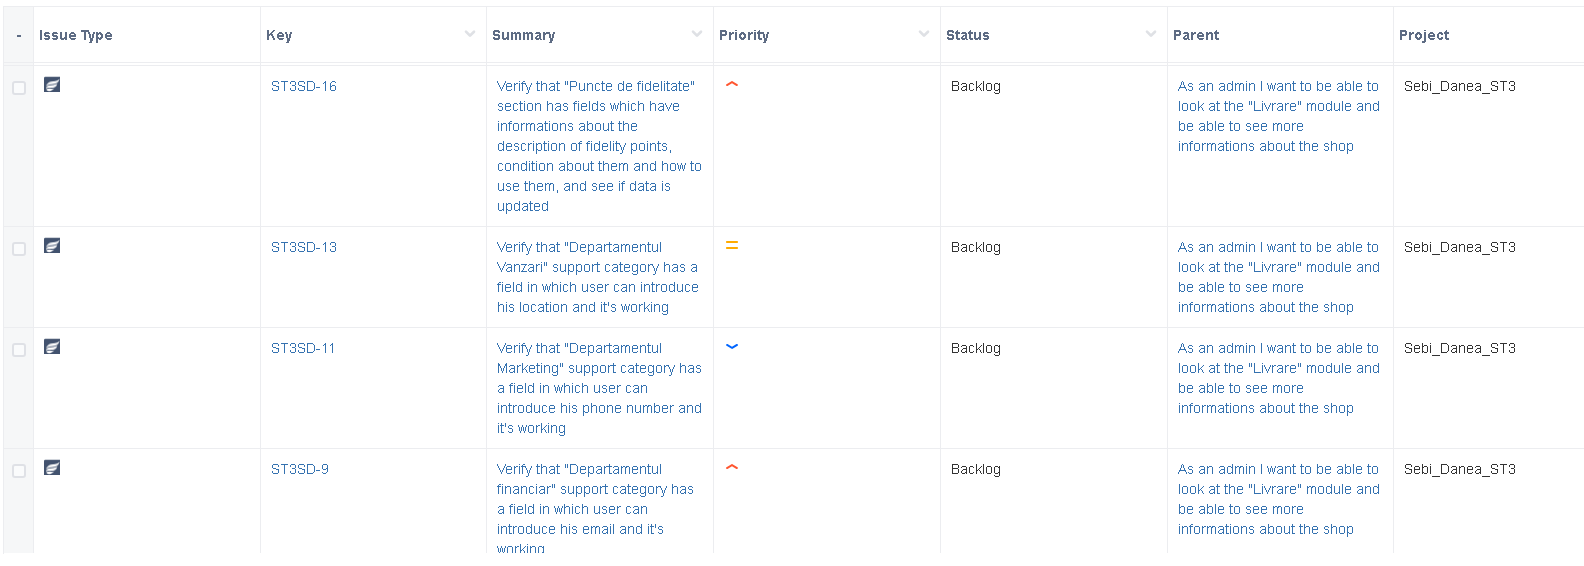 - Issue Type Key Summary Priority Status Parent Project
ST3SD-16
Verify that "Puncte de fidelitate"
section has fields which have
informations about the
description of fidelity points,
condition about them and how to
use them, and see if data is
updated
Backlog
As an admin I want to be able to
look at the "Livrare" module and
be able to see more
informations about the shop
Sebi_Danea_ST3
ST3SD-13
Verify that "Departamentul
Vanzari" support category has a
field in which user can introduce
his location and it's working
Backlog
As an admin I want to be able to
look at the "Livrare" module and
be able to see more
informations about the shop
Sebi_Danea_ST3
ST3SD-11
Verify that "Departamentul
Marketing" support category has
a field in which user can
introduce his phone number and
it's working
Backlog
As an admin I want to be able to
look at the "Livrare" module and
be able to see more
informations about the shop
Sebi_Danea_ST3
ST3SD-9
Verify that "Departamentul
financiar" support category has
a field in which user can
introduce his email and it's
working
Backlog
As an admin I want to be able to
look at the "Livrare" module and
be able to see more
informations about the shop
Sebi_Danea_ST3